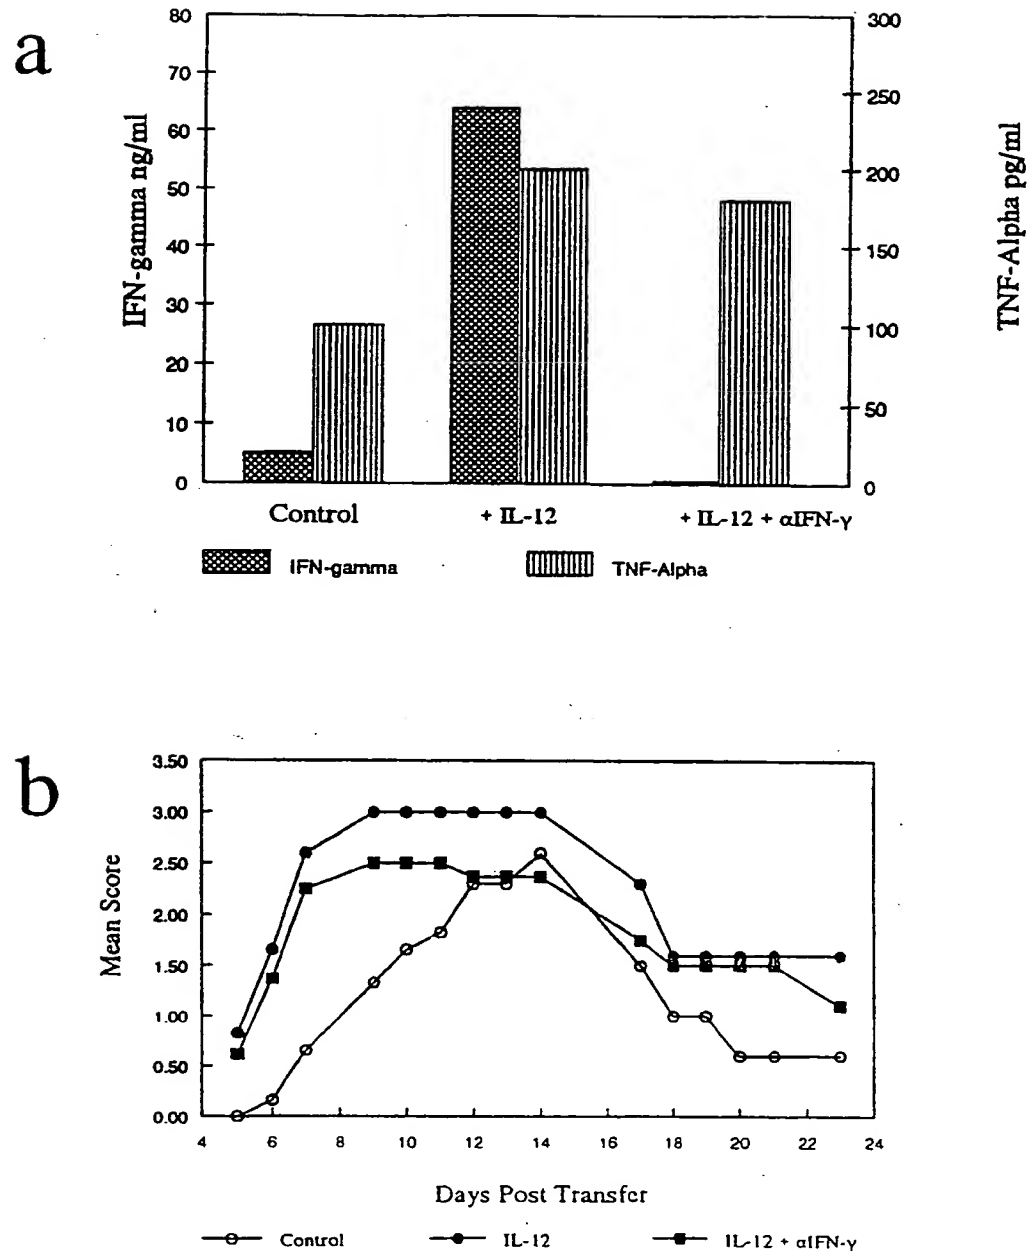 a
IFN-gamma ng/ml
80
70
60
50
40
30
20
10
0
300
250
200
150
100
50
0
TNF-Alpha pg/ml
Control
+ IL-12
+ IL-12 + αIFN-γ
IFN-gamma
TNF-Alpha
b
Mean Score
3.50
3.00
2.50
2.00
1.50
1.00
0.50
0.00
4 6 8 10 12 14 16 18 20 22 24
Days Post Transfer
Control
IL-12
IL-12 + αIFN-γ